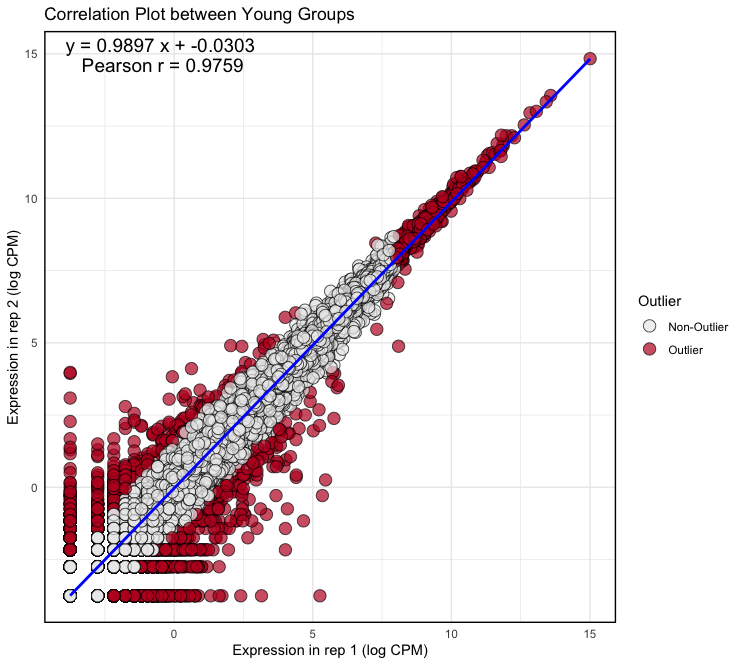 Correlation Plot between Young Groups
y = 0.9897 x + -0.0303
Pearson r = 0.9759
15
10
5
0
Expression in rep 2 (log CPM)
0 5 10 15
Expression in rep 1 (log CPM)
Outlier
Non-Outlier
Outlier